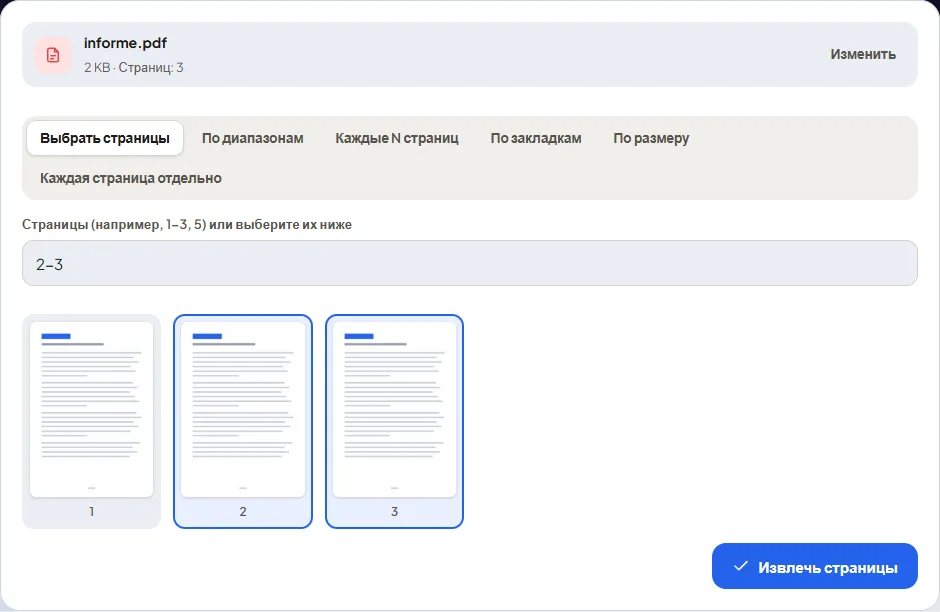 informe.pdf
2 KB · Страниц: 3
Изменить
Выбрать страницы
По диапазонам
Каждые N страниц
По закладкам
По размеру
Каждая страница отдельно
Страницы (например, 1–3, 5) или выберите их ниже
2–3
1
2
3
Извлечь страницы